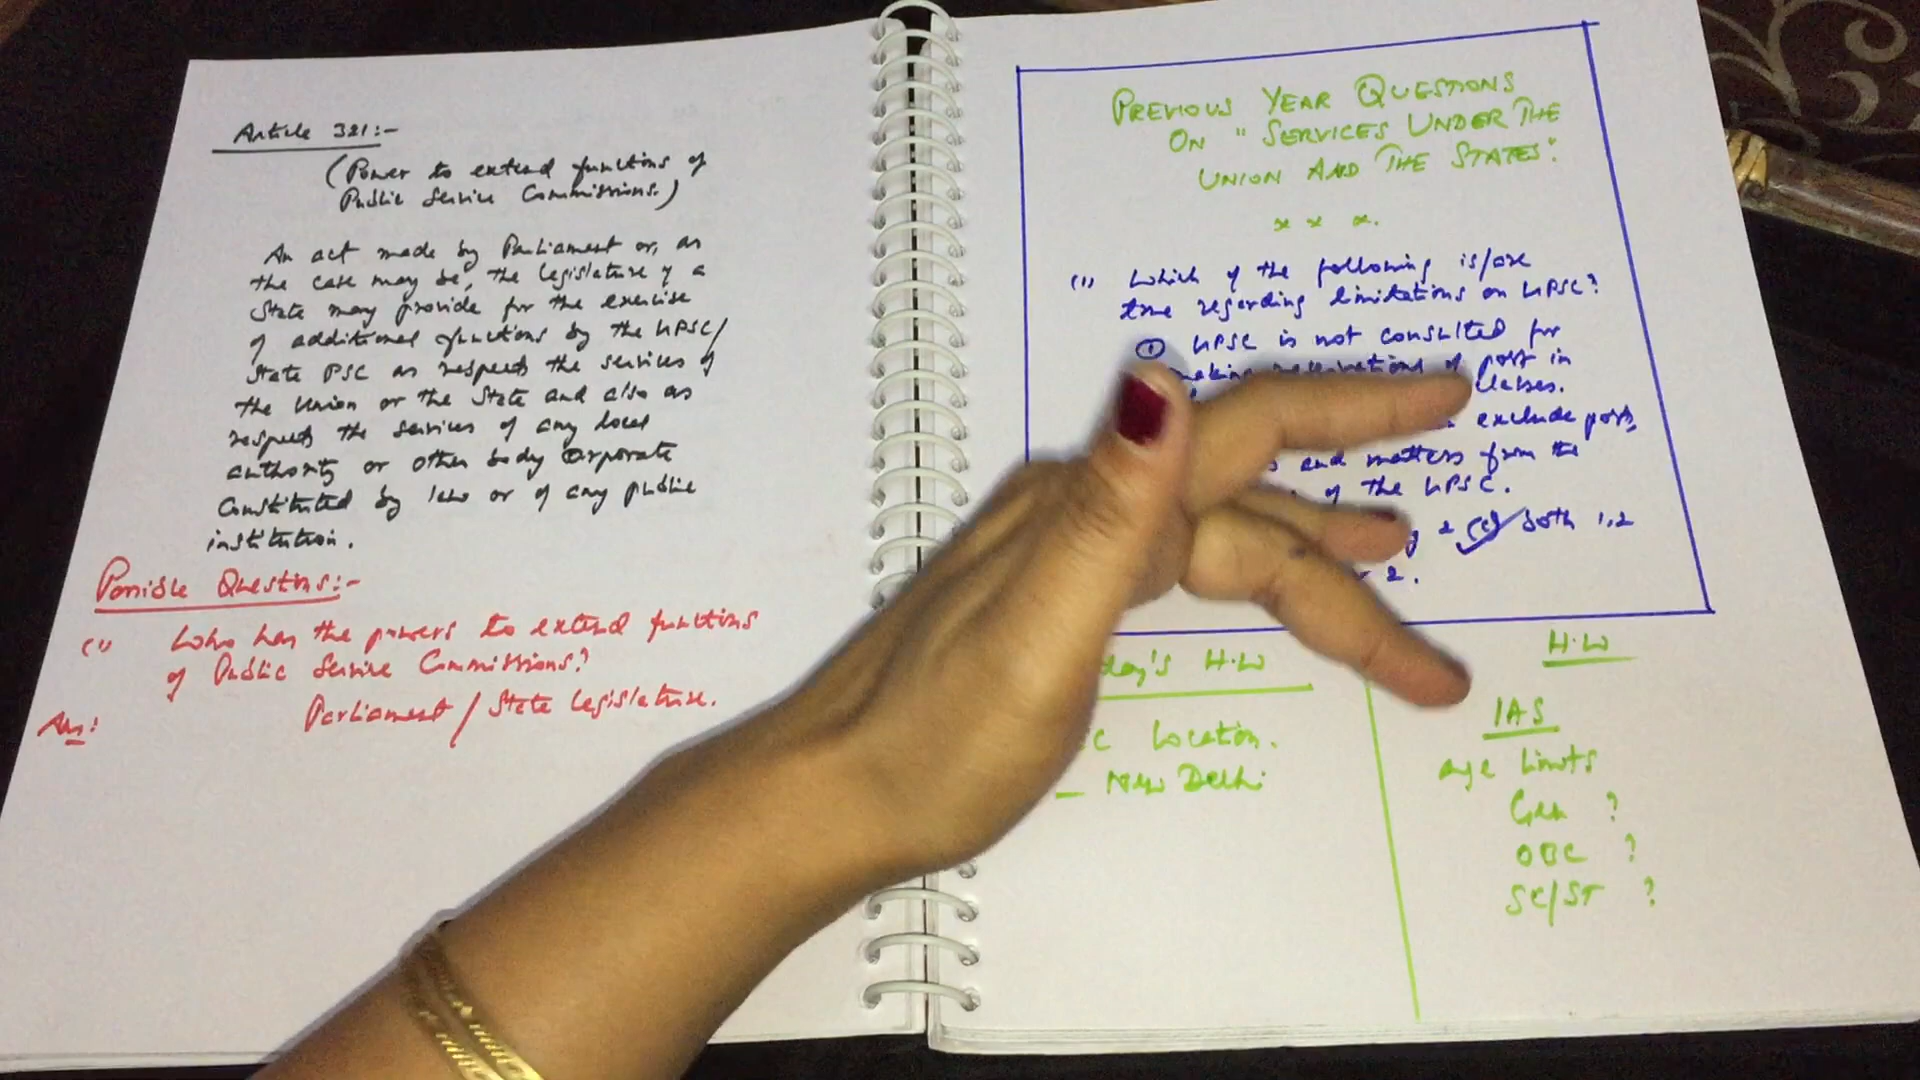 Article 321:-
(Power to extend functions of
Public Service Commissions.)
An act made by Parliament or, as
the case may be, the legislature of a
State may provide for the exercise
of additional functions by the UPSC/
State PSC as respects the services of
the Union or the State and also as
respects the services of any local
authority or other body corporate
constituted by law or of any public
institution.
Possible Questions:-
(1) Who has the powers to extend functions
of Public Service Commissions?
Ans: Parliament / State legislature.
PREVIOUS YEAR QUESTIONS
ON "SERVICES UNDER THE
UNION AND THE STATES".
x x x.
(1) Which of the following is/are
true regarding limitations on UPSC?
① UPSC is not consulted for
of post in
classes.
exclude posts,
and matters from the
of the UPSC.
2 (c) both 1,2
2.
H.W
Location.
- New Delhi
H.W
IAS
age limits
Gen ?
OBC ?
SC/ST ?